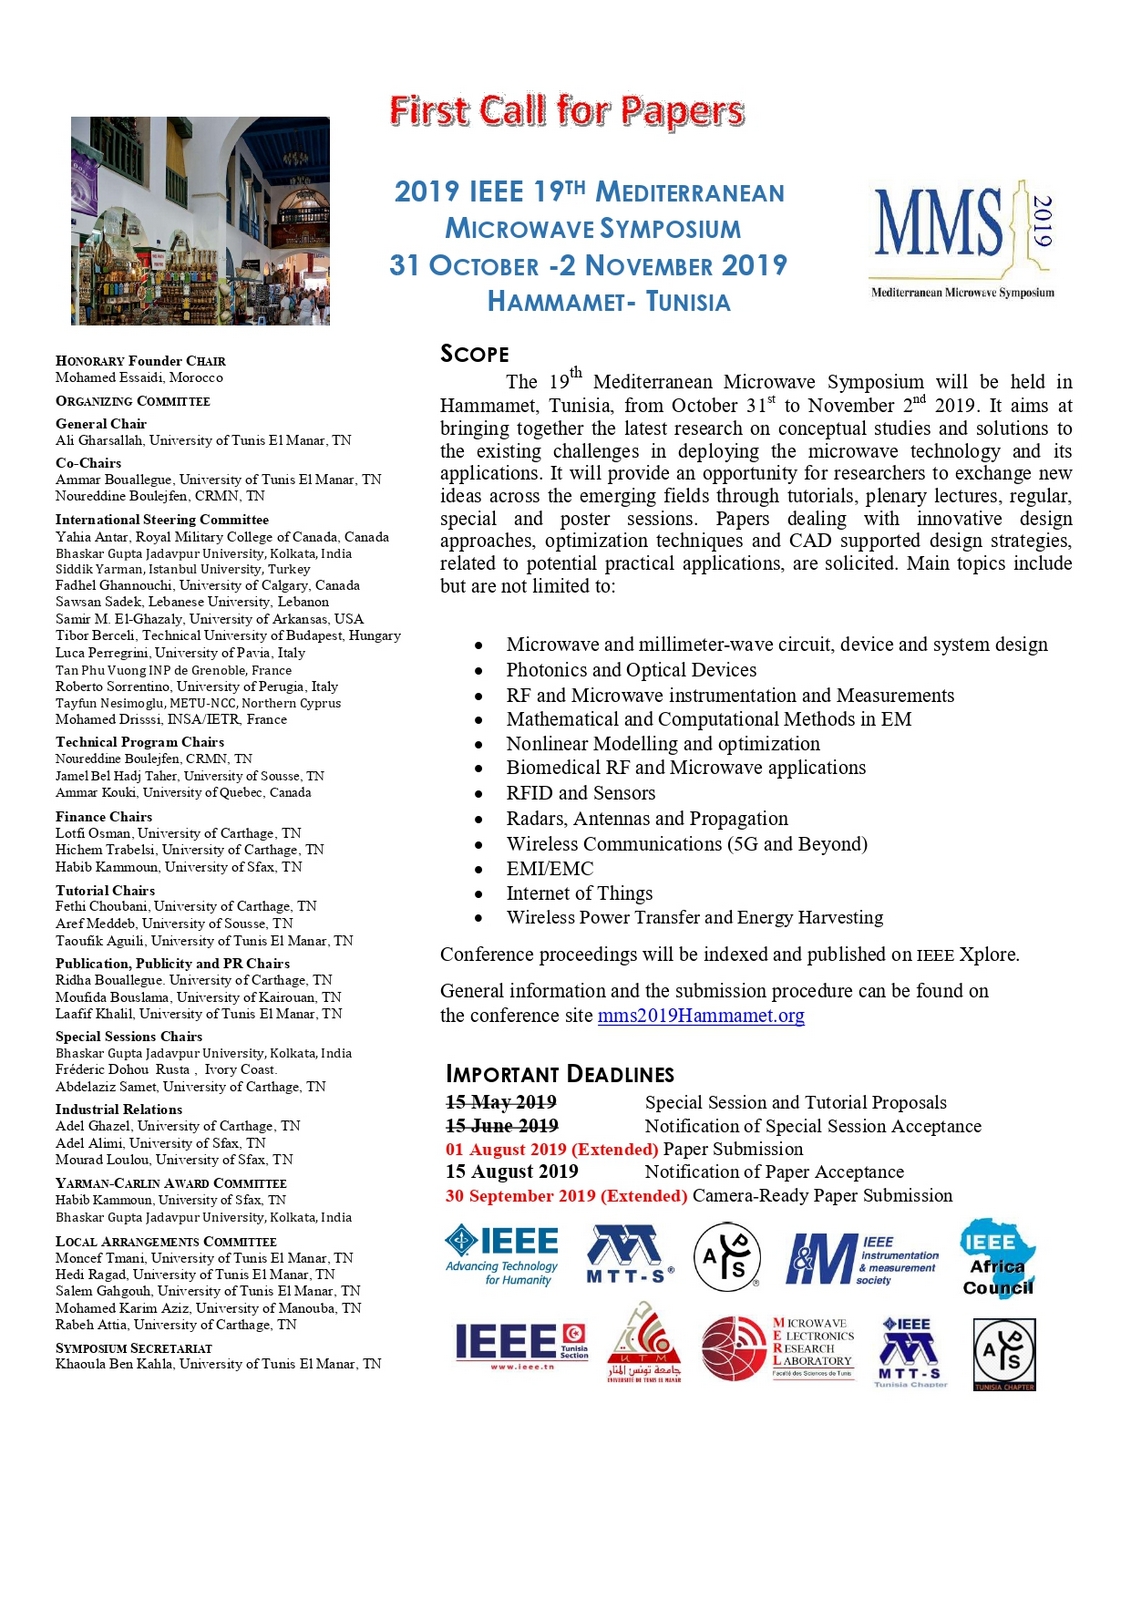 First Call for Papers
2019 IEEE 19TH MEDITERRANEAN
MICROWAVE SYMPOSIUM
31 OCTOBER -2 NOVEMBER 2019
HAMMAMET- TUNISIA
MMS
2019
Mediterranean Microwave Symposium
HONORARY Founder CHAIR
Mohamed Essaidi, Morocco
ORGANIZING COMMITTEE
General Chair
Ali Gharsallah, University of Tunis El Manar, TN
Co-Chairs
Ammar Bouallegue, University of Tunis El Manar, TN
Noureddine Boulejfen, CRMN, TN
International Steering Committee
Yahia Antar, Royal Military College of Canada, Canada
Bhaskar Gupta Jadavpur University, Kolkata, India
Siddik Yarman, Istanbul University, Turkey
Fadhel Ghannouchi, University of Calgary, Canada
Sawsan Sadek, Lebanese University, Lebanon
Samir M. El-Ghazaly, University of Arkansas, USA
Tibor Berceli, Technical University of Budapest, Hungary
Luca Perregrini, University of Pavia, Italy
Tan Phu Vuong INP de Grenoble, France
Roberto Sorrentino, University of Perugia, Italy
Tayfun Nesimoglu, METU-NCC, Northern Cyprus
Mohamed Drisssi, INSA/IETR, France
Technical Program Chairs
Noureddine Boulejfen, CRMN, TN
Jamel Bel Hadj Taher, University of Sousse, TN
Ammar Kouki, University of Quebec, Canada
Finance Chairs
Lotfi Osman, University of Carthage, TN
Hichem Trabelsi, University of Carthage, TN
Habib Kammoun, University of Sfax, TN
Tutorial Chairs
Fethi Choubani, University of Carthage, TN
Aref Meddeb, University of Sousse, TN
Taoufik Aguili, University of Tunis El Manar, TN
Publication, Publicity and PR Chairs
Ridha Bouallegue. University of Carthage, TN
Moufida Bouslama, University of Kairouan, TN
Laafif Khalil, University of Tunis El Manar, TN
Special Sessions Chairs
Bhaskar Gupta Jadavpur University, Kolkata, India
Fréderic Dohou Rusta , Ivory Coast.
Abdelaziz Samet, University of Carthage, TN
Industrial Relations
Adel Ghazel, University of Carthage, TN
Adel Alimi, University of Sfax, TN
Mourad Loulou, University of Sfax, TN
YARMAN-CARLIN AWARD COMMITTEE
Habib Kammoun, University of Sfax, TN
Bhaskar Gupta Jadavpur University, Kolkata, India
LOCAL ARRANGEMENTS COMMITTEE
Moncef Tmani, University of Tunis El Manar, TN
Hedi Ragad, University of Tunis El Manar, TN
Salem Gahgouh, University of Tunis El Manar, TN
Mohamed Karim Aziz, University of Manouba, TN
Rabeh Attia, University of Carthage, TN
SYMPOSIUM SECRETARIAT
Khaoula Ben Kahla, University of Tunis El Manar, TN
SCOPE
The 19th Mediterranean Microwave Symposium will be held in
Hammamet, Tunisia, from October 31st to November 2nd 2019. It aims at
bringing together the latest research on conceptual studies and solutions to
the existing challenges in deploying the microwave technology and its
applications. It will provide an opportunity for researchers to exchange new
ideas across the emerging fields through tutorials, plenary lectures, regular,
special and poster sessions. Papers dealing with innovative design
approaches, optimization techniques and CAD supported design strategies,
related to potential practical applications, are solicited. Main topics include
but are not limited to:
• Microwave and millimeter-wave circuit, device and system design
• Photonics and Optical Devices
• RF and Microwave instrumentation and Measurements
• Mathematical and Computational Methods in EM
• Nonlinear Modelling and optimization
• Biomedical RF and Microwave applications
• RFID and Sensors
• Radars, Antennas and Propagation
• Wireless Communications (5G and Beyond)
• EMI/EMC
• Internet of Things
• Wireless Power Transfer and Energy Harvesting
Conference proceedings will be indexed and published on IEEE Xplore.
General information and the submission procedure can be found on
the conference site mms2019Hammamet.org
IMPORTANT DEADLINES
15 May 2019 Special Session and Tutorial Proposals
15 June 2019 Notification of Special Session Acceptance
01 August 2019 (Extended) Paper Submission
15 August 2019 Notification of Paper Acceptance
30 September 2019 (Extended) Camera-Ready Paper Submission
IEEE
Advancing Technology
for Humanity
MTT-S®
APS®
I&M IEEE
instrumentation
& measurement
society
IEEE
Africa
Council
IEEE Tunisia
Section
www.ieee.tn
UTM
جامعة تونس المنار
UNIVERSITÉ DE TUNIS EL MANAR
MICROWAVE
ELECTRONICS
RESEARCH
LABORATORY
Faculté des Sciences de Tunis
IEEE
MTT-S
Tunisia Chapter
APS
TUNISIA CHAPTER